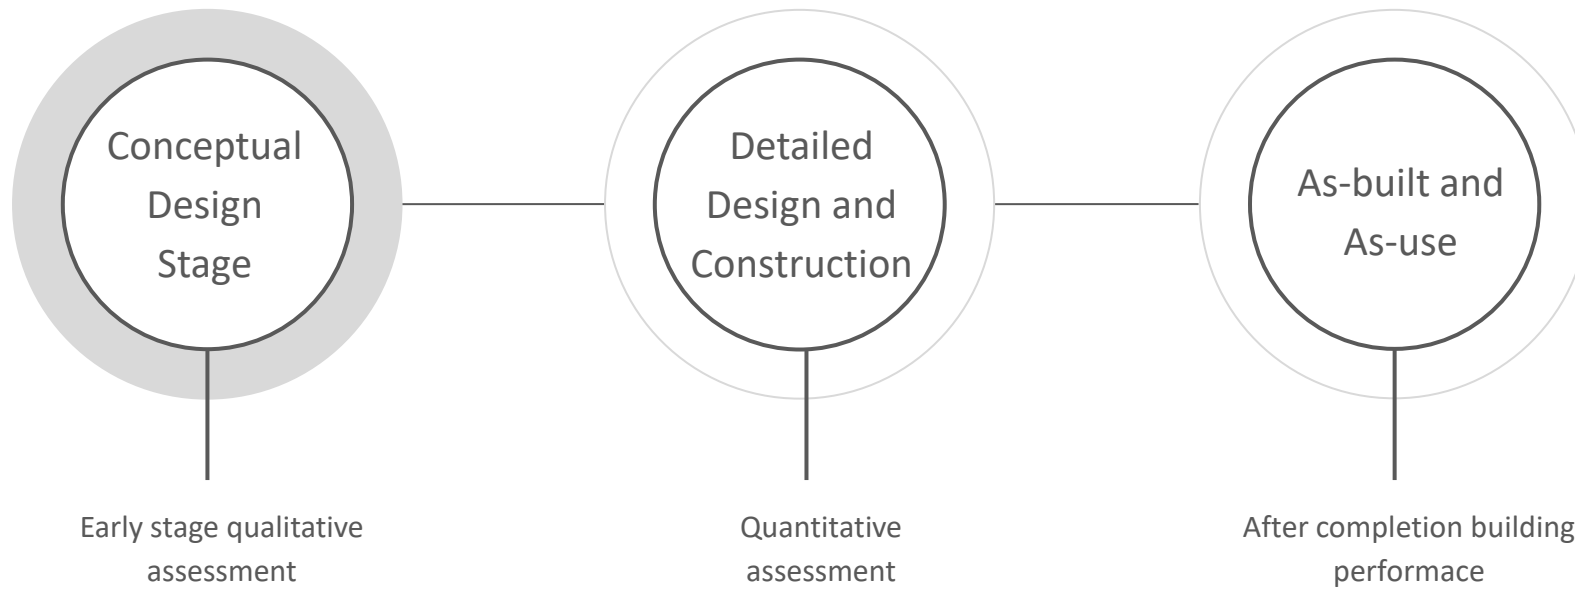 Conceptual
Design
Stage
Detailed
Design and
Construction
As-built and
As-use
Early stage qualitative
assessment
Quantitative
assessment
After completion building
performace